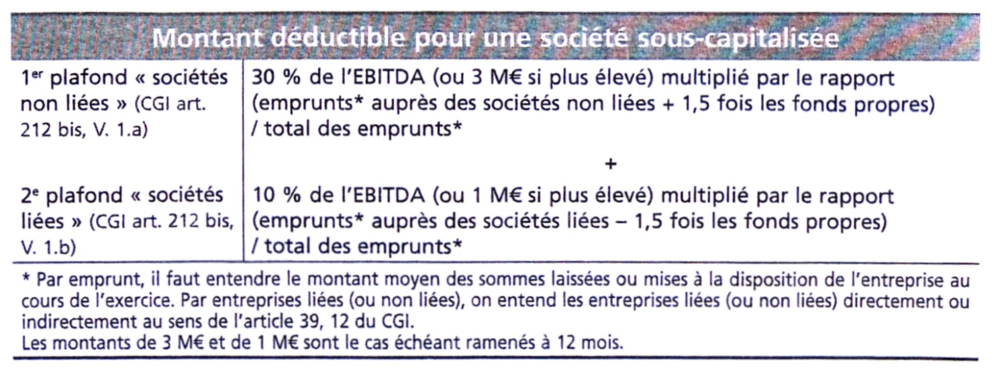 Montant déductible pour une société sous-capitalisée
1er plafond « sociétés
non liées » (CGI art.
212 bis, V. 1.a)
30 % de l'EBITDA (ou 3 M€ si plus élevé) multiplié par le rapport
(emprunts* auprès des sociétés non liées + 1,5 fois les fonds propres)
/ total des emprunts*
+
2e plafond « sociétés
liées » (CGI art. 212 bis,
V. 1.b)
10 % de l'EBITDA (ou 1 M€ si plus élevé) multiplié par le rapport
(emprunts* auprès des sociétés liées – 1,5 fois les fonds propres)
/ total des emprunts*
* Par emprunt, il faut entendre le montant moyen des sommes laissées ou mises à la disposition de l'entreprise au
cours de l'exercice. Par entreprises liées (ou non liées), on entend les entreprises liées (ou non liées) directement ou
indirectement au sens de l'article 39, 12 du CGI.
Les montants de 3 M€ et de 1 M€ sont le cas échéant ramenés à 12 mois.